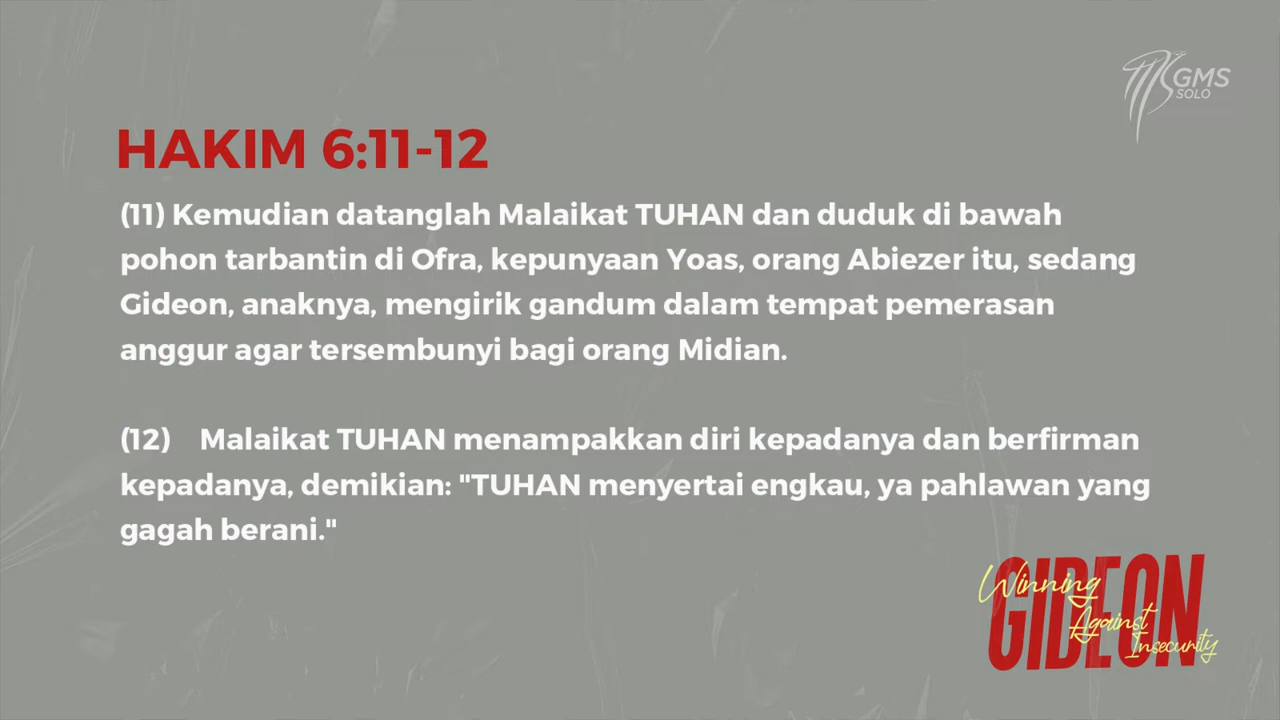 GMS
SOLO
HAKIM 6:11-12
(11) Kemudian datanglah Malaikat TUHAN dan duduk di bawah
pohon tarbantin di Ofra, kepunyaan Yoas, orang Abiezer itu, sedang
Gideon, anaknya, mengirik gandum dalam tempat pemerasan
anggur agar tersembunyi bagi orang Midian.
(12) Malaikat TUHAN menampakkan diri kepadanya dan berfirman
kepadanya, demikian: "TUHAN menyertai engkau, ya pahlawan yang
gagah berani."
GIDEON
Winning
Against
Insecurity